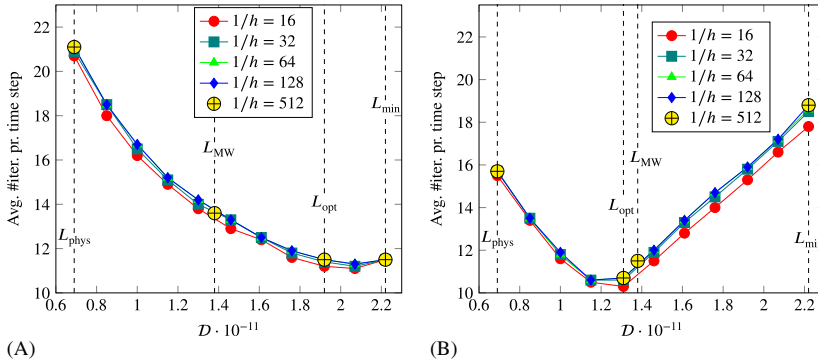 22
20
18
16
14
12
10
Avg. #iter. pr. time step
1/h = 16
1/h = 32
1/h = 64
1/h = 128
1/h = 512
L_min
L_MW
L_opt
L_phys
0.6 0.8 1 1.2 1.4 1.6 1.8 2 2.2
𝒟 · 10⁻¹¹
(A)
22
20
18
16
14
12
10
Avg. #iter. pr. time step
1/h = 16
1/h = 32
1/h = 64
1/h = 128
1/h = 512
L_MW
L_opt
L_phys
L_min
0.6 0.8 1 1.2 1.4 1.6 1.8 2 2.2
𝒟 · 10⁻¹¹
(B)